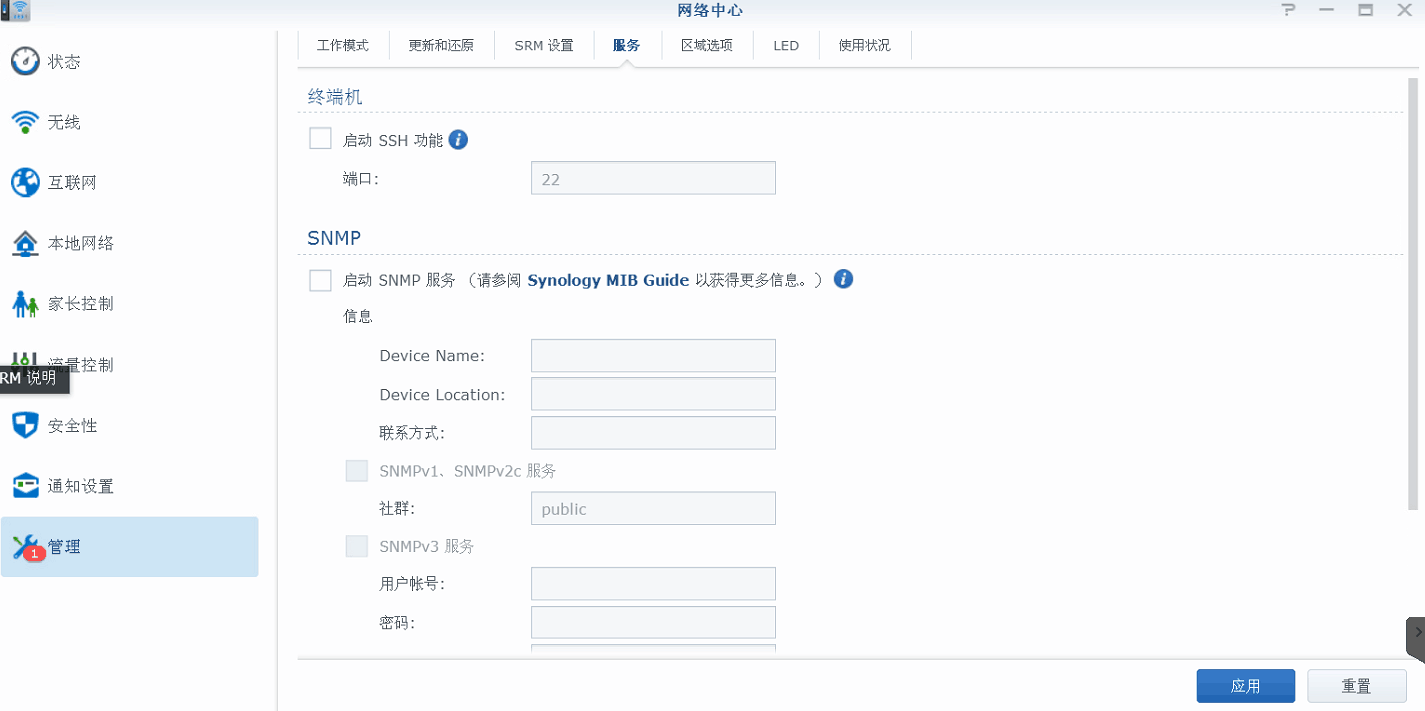 网络中心
状态
无线
互联网
本地网络
家长控制
流量控制
RM 说明
安全性
通知设置
1
管理
工作模式 更新和还原 SRM 设置 服务 区域选项 LED 使用状况
终端机
启动 SSH 功能
端口: 22
SNMP
启动 SNMP 服务 （请参阅 Synology MIB Guide 以获得更多信息。）
信息
Device Name:
Device Location:
联系方式:
SNMPv1、SNMPv2c 服务
社群: public
SNMPv3 服务
用户帐号:
密码:
应用 重置